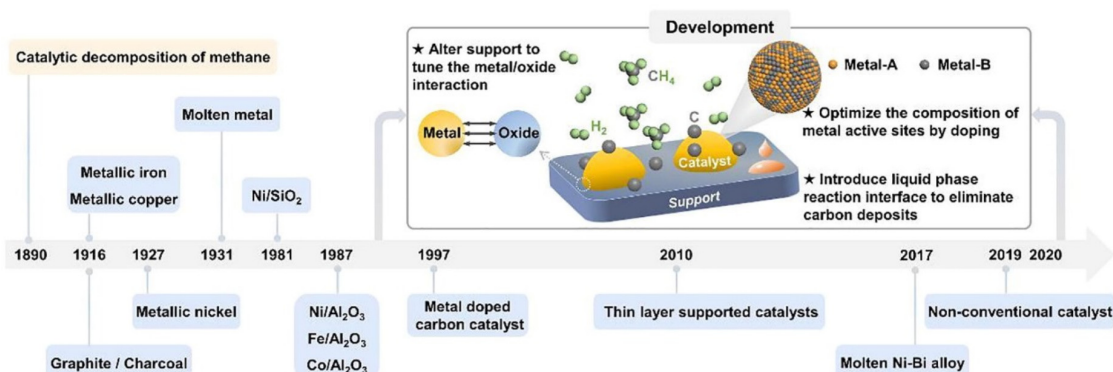 Development
Catalytic decomposition of methane
★ Alter support to
tune the metal/oxide
interaction
CH₄
Metal-A
Metal-B
Molten metal
Metal
Oxide
H₂
C
Catalyst
Support
★ Optimize the composition of
metal active sites by doping
★ Introduce liquid phase
reaction interface to eliminate
carbon deposits
Metallic iron
Metallic copper
Ni/SiO₂
1890
1916
1927
1931
1981
1987
1997
2010
2017
2019
2020
Metallic nickel
Graphite / Charcoal
Ni/Al₂O₃
Fe/Al₂O₃
Co/Al₂O₃
Metal doped
carbon catalyst
Thin layer supported catalysts
Molten Ni-Bi alloy
Non-conventional catalyst